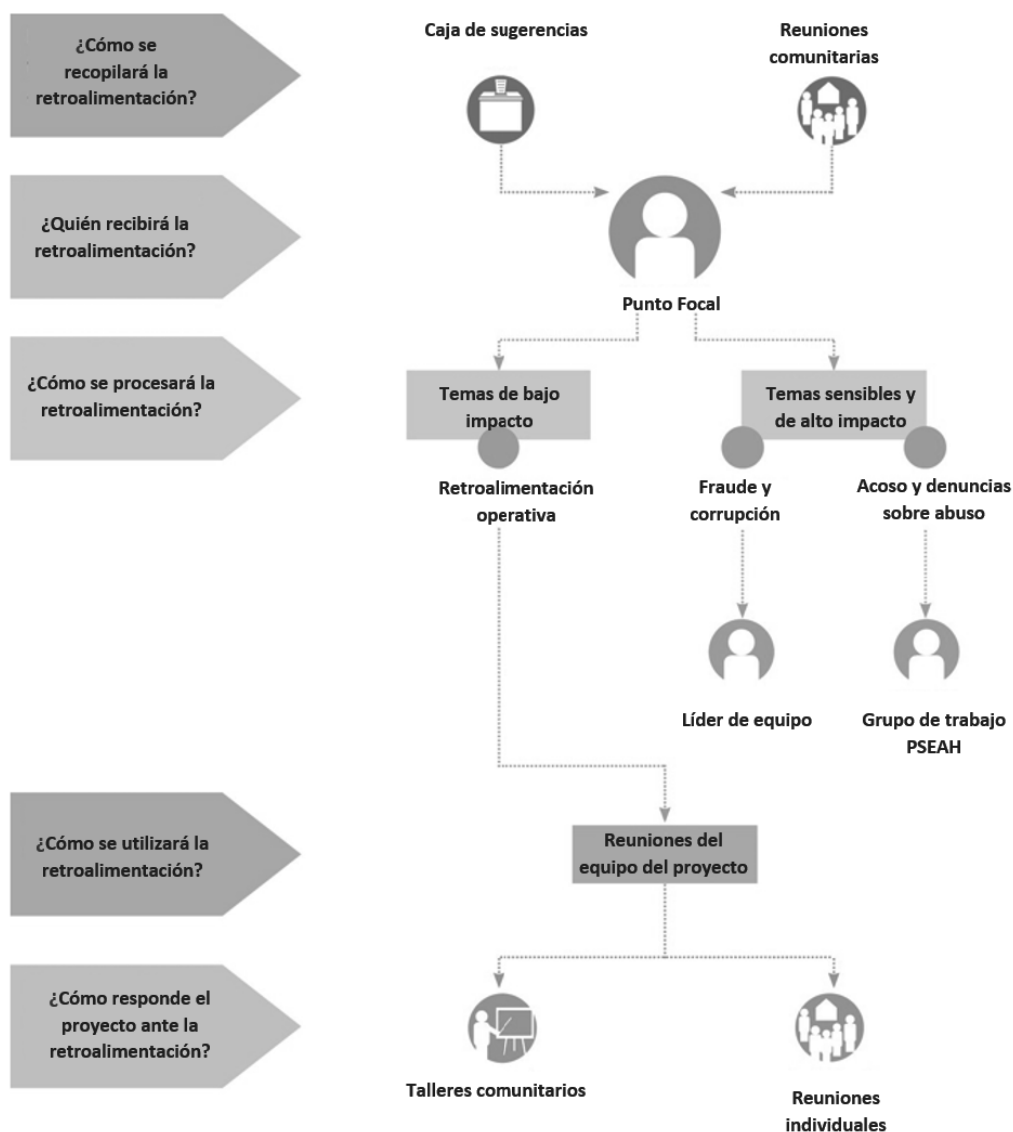 ¿Cómo se
recopilará la
retroalimentación?
Caja de sugerencias
Reuniones
comunitarias
¿Quién recibirá la
retroalimentación?
Punto Focal
¿Cómo se procesará la
retroalimentación?
Temas de bajo
impacto
Temas sensibles y
de alto impacto
Retroalimentación
operativa
Fraude y
corrupción
Acoso y denuncias
sobre abuso
Líder de equipo
Grupo de trabajo
PSEAH
¿Cómo se utilizará la
retroalimentación?
Reuniones del
equipo del proyecto
¿Cómo responde el
proyecto ante la
retroalimentación?
Talleres comunitarios
Reuniones
individuales